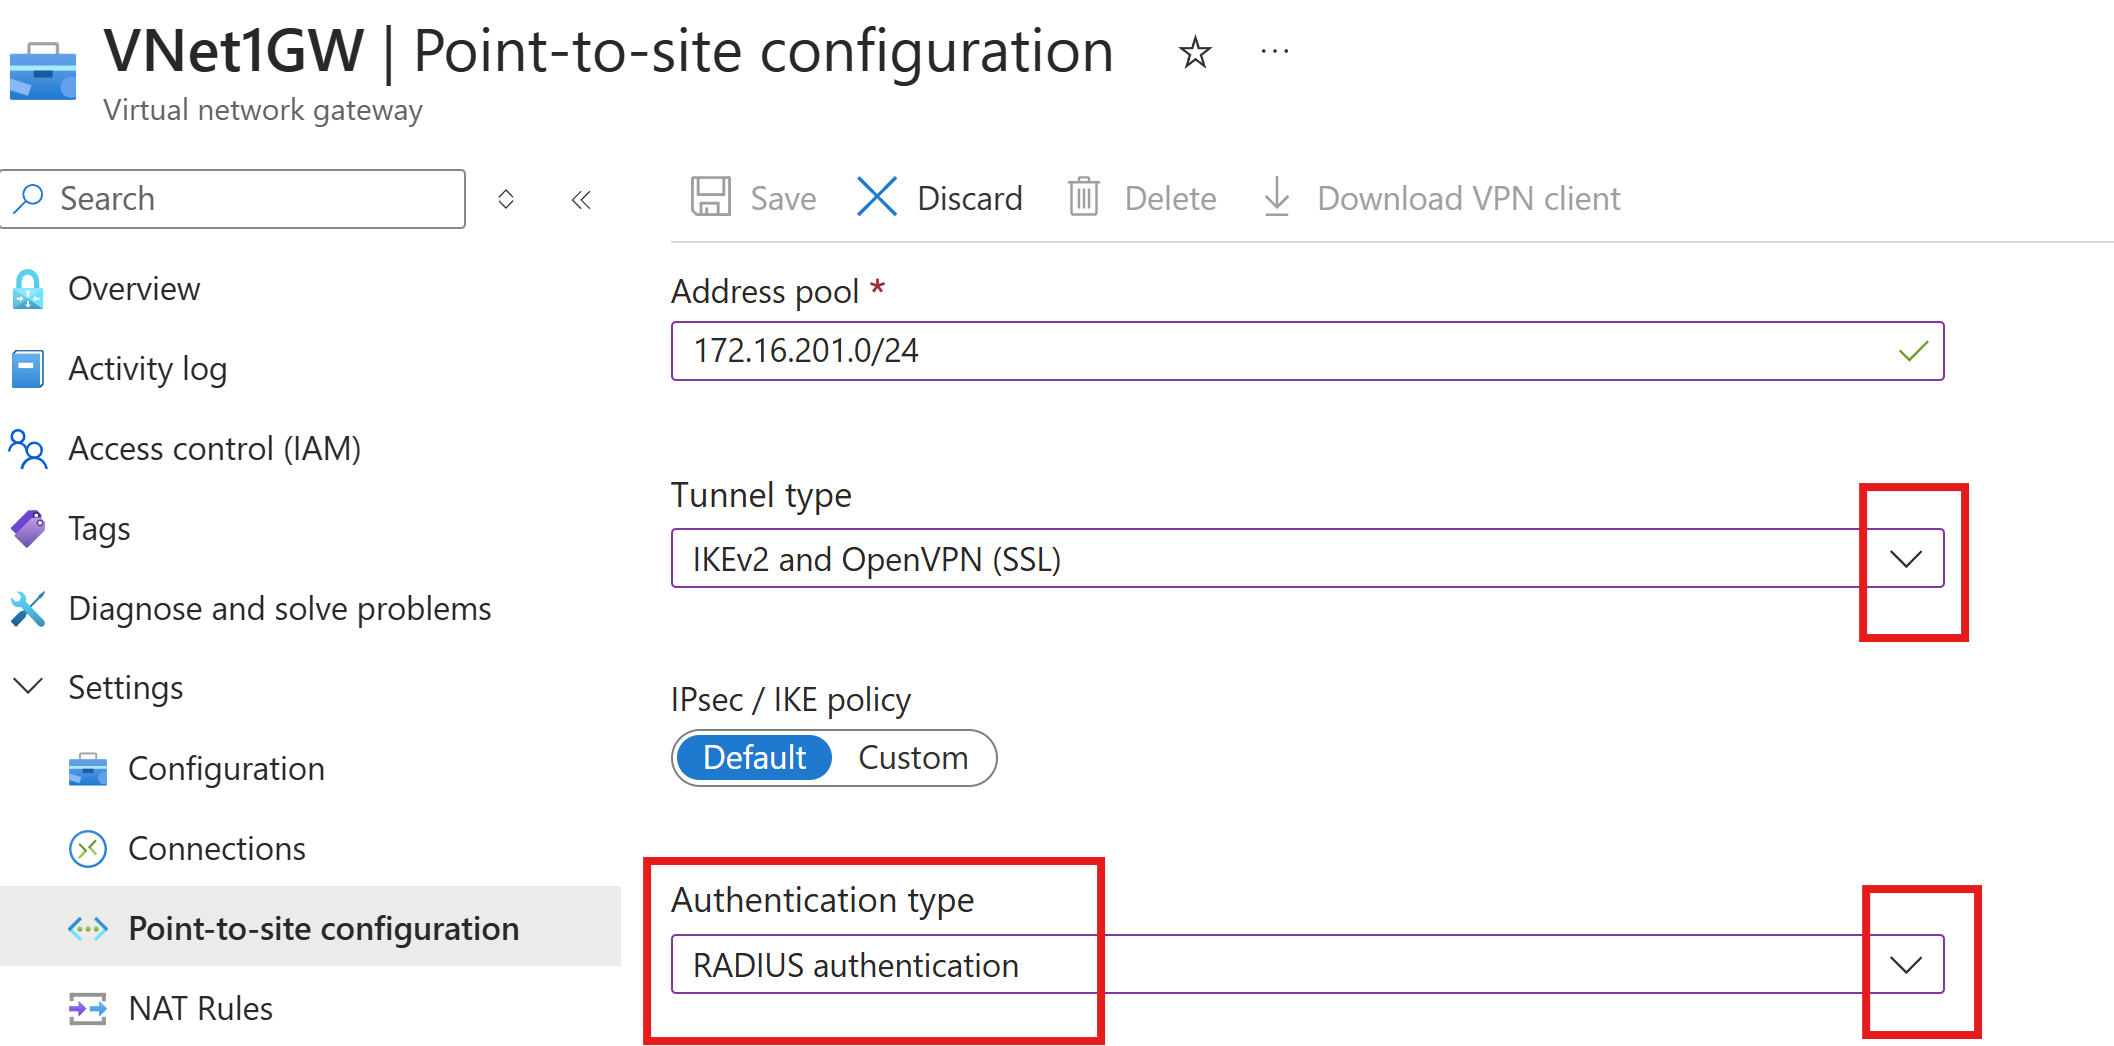 VNet1GW | Point-to-site configuration
Virtual network gateway
Search
Save Discard Delete Download VPN client
Overview
Activity log
Access control (IAM)
Tags
Diagnose and solve problems
Settings
Configuration
Connections
Point-to-site configuration
NAT Rules
Address pool *
172.16.201.0/24
Tunnel type
IKEv2 and OpenVPN (SSL)
IPsec / IKE policy
Default Custom
Authentication type
RADIUS authentication